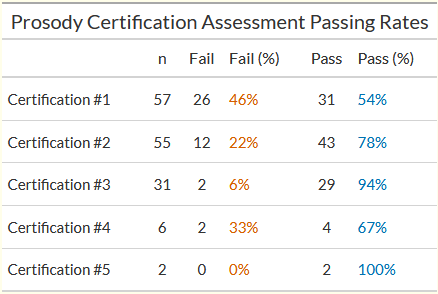 Prosody Certification Assessment Passing Rates
n Fail Fail (%) Pass Pass (%)
Certification #1 57 26 46% 31 54%
Certification #2 55 12 22% 43 78%
Certification #3 31 2 6% 29 94%
Certification #4 6 2 33% 4 67%
Certification #5 2 0 0% 2 100%